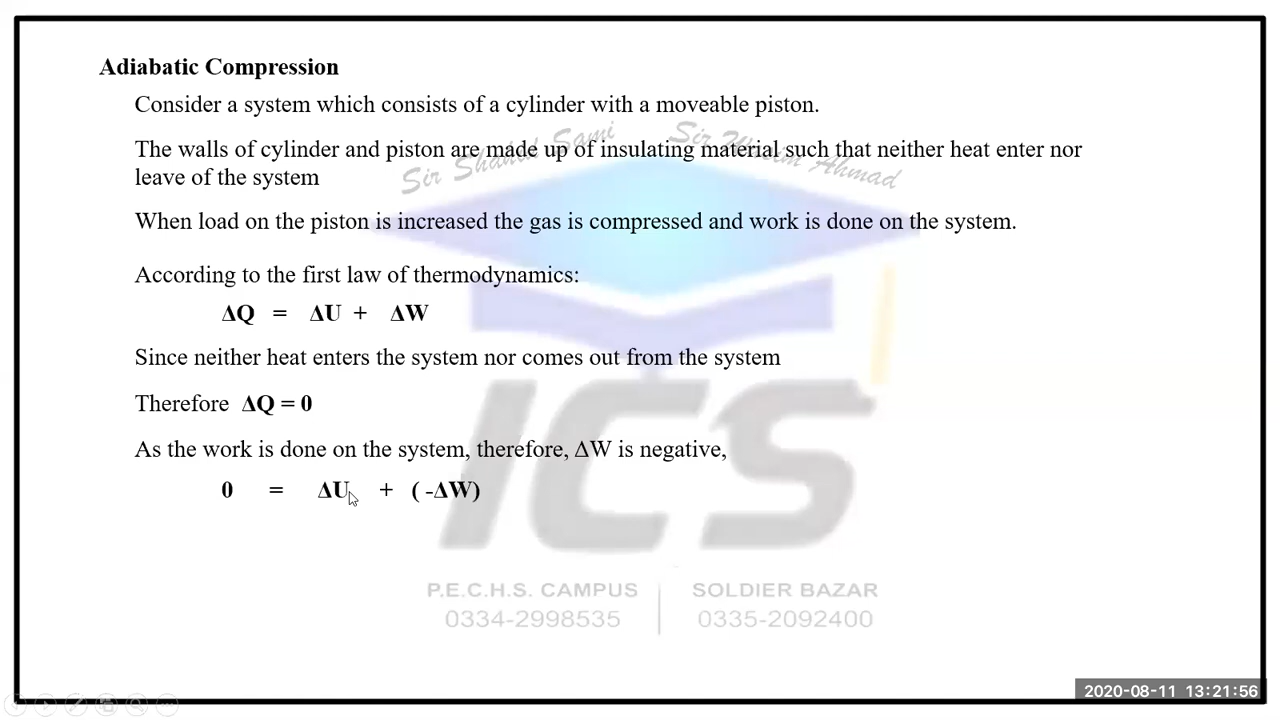 Adiabatic Compression
Consider a system which consists of a cylinder with a moveable piston.
Sir Shahid Sami
Sir Wasim Ahmad
The walls of cylinder and piston are made up of insulating material such that neither heat enter nor
leave of the system
When load on the piston is increased the gas is compressed and work is done on the system.
According to the first law of thermodynamics:
ΔQ = ΔU + ΔW
Since neither heat enters the system nor comes out from the system
Therefore ΔQ = 0
As the work is done on the system, therefore, ΔW is negative,
0 = ΔU + ( -ΔW)
ICS
P.E.C.H.S. CAMPUS
0334-2998535
SOLDIER BAZAR
0335-2092400
2020-08-11 13:21:56